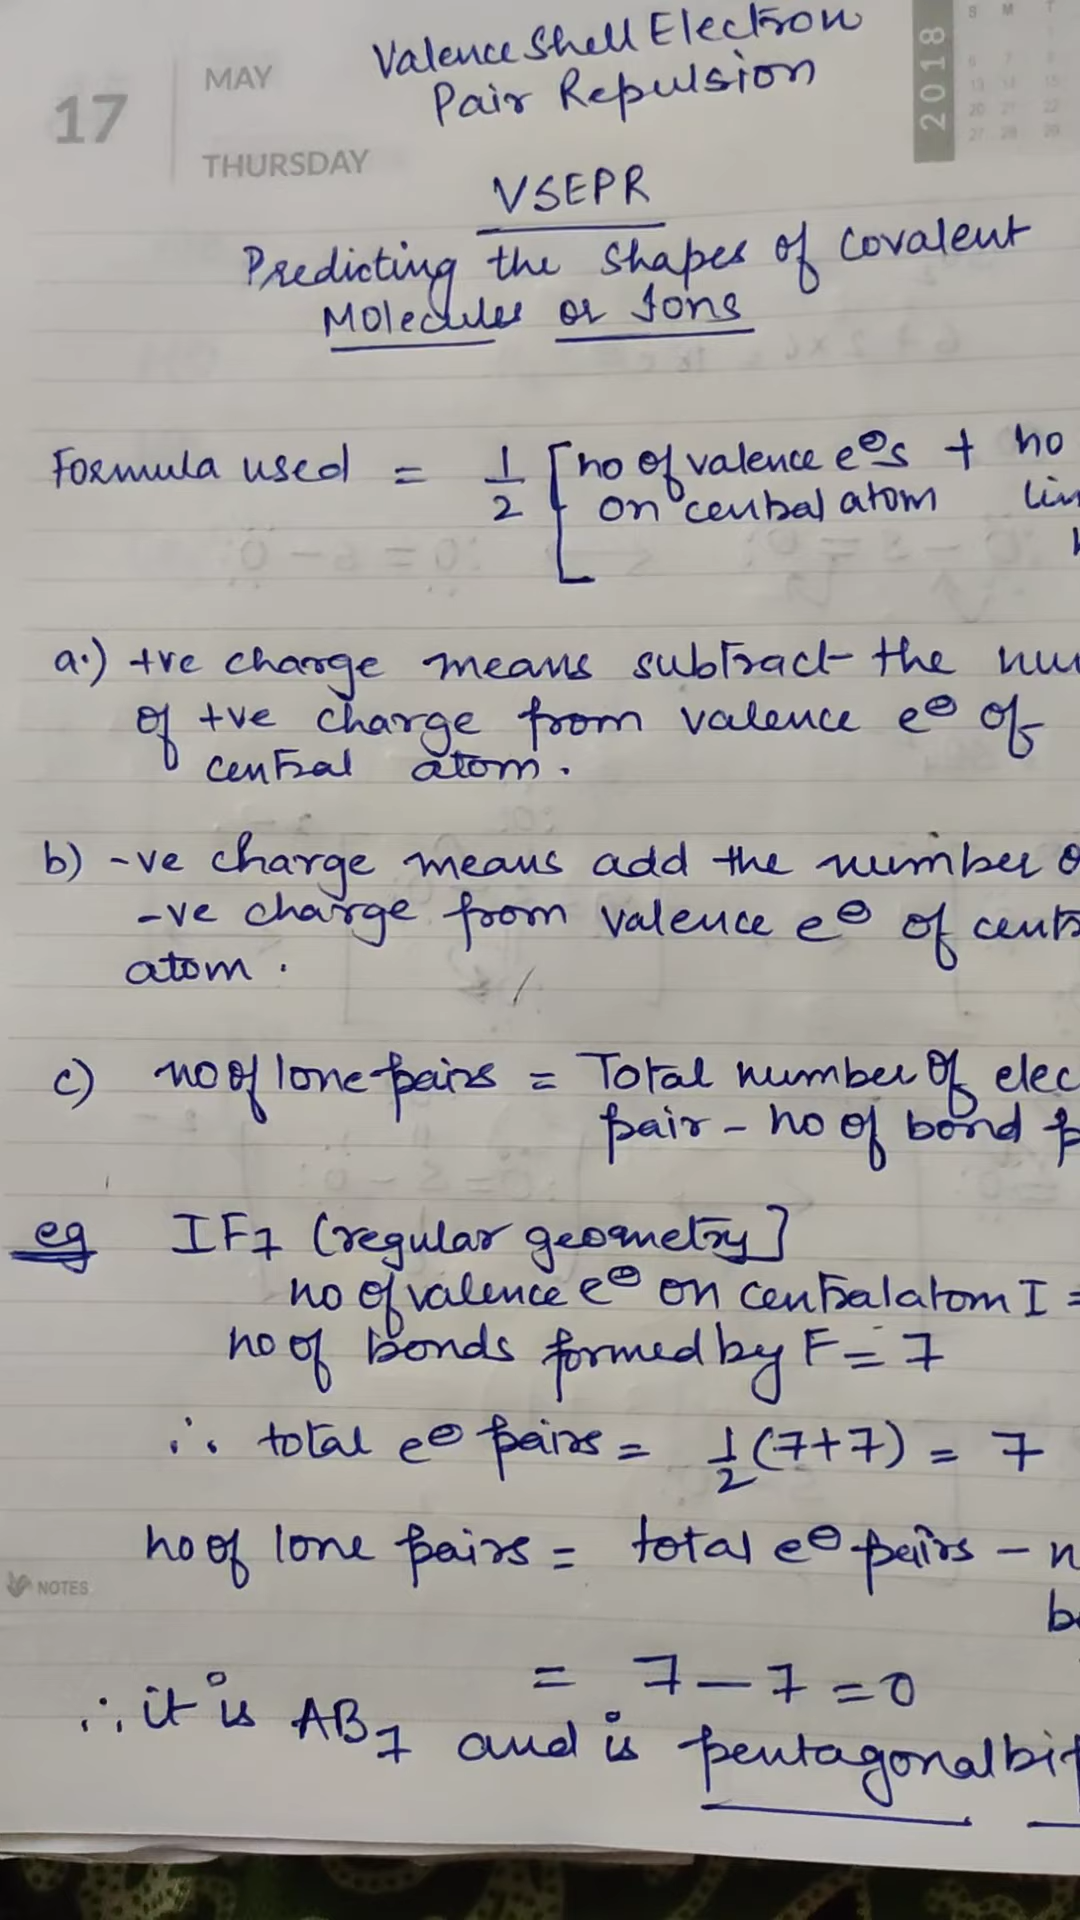 17
MAY
THURSDAY
2018
Valence Shell Electron
Pair Repulsion
VSEPR
Predicting the shapes of covalent
Molecules or Ions
Formula used = 1/2 [no of valence e⊖s + no
on central atom
a.) +ve charge means subtract the
of +ve charge from valence e⊖ of
central atom.
b) -ve charge means add the number
-ve charge from valence e⊖ of
atom.
c) no of lone pairs = Total number of elec
pair - no of bond p
eg IF7 (regular geometry]
no of valence e⊖ on central atom I =
no of bonds formed by F = 7
∴ total e⊖ pairs = 1/2 (7+7) = 7
no of lone pairs = total e⊖ pairs -
NOTES
= 7 - 7 = 0
∴ it is AB7 and is pentagonal bip